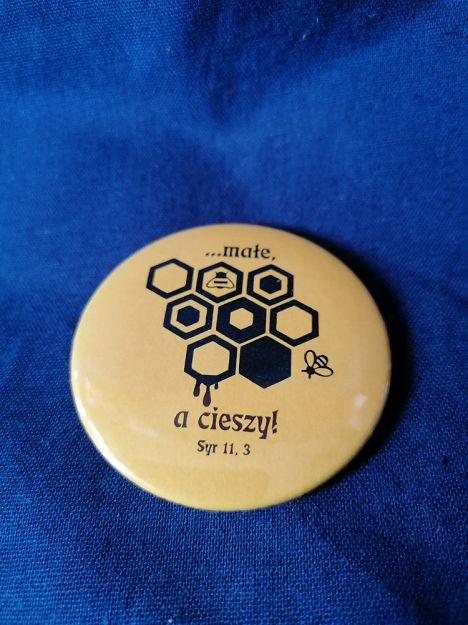 ...małe,
a cieszy!
Syr 11, 3